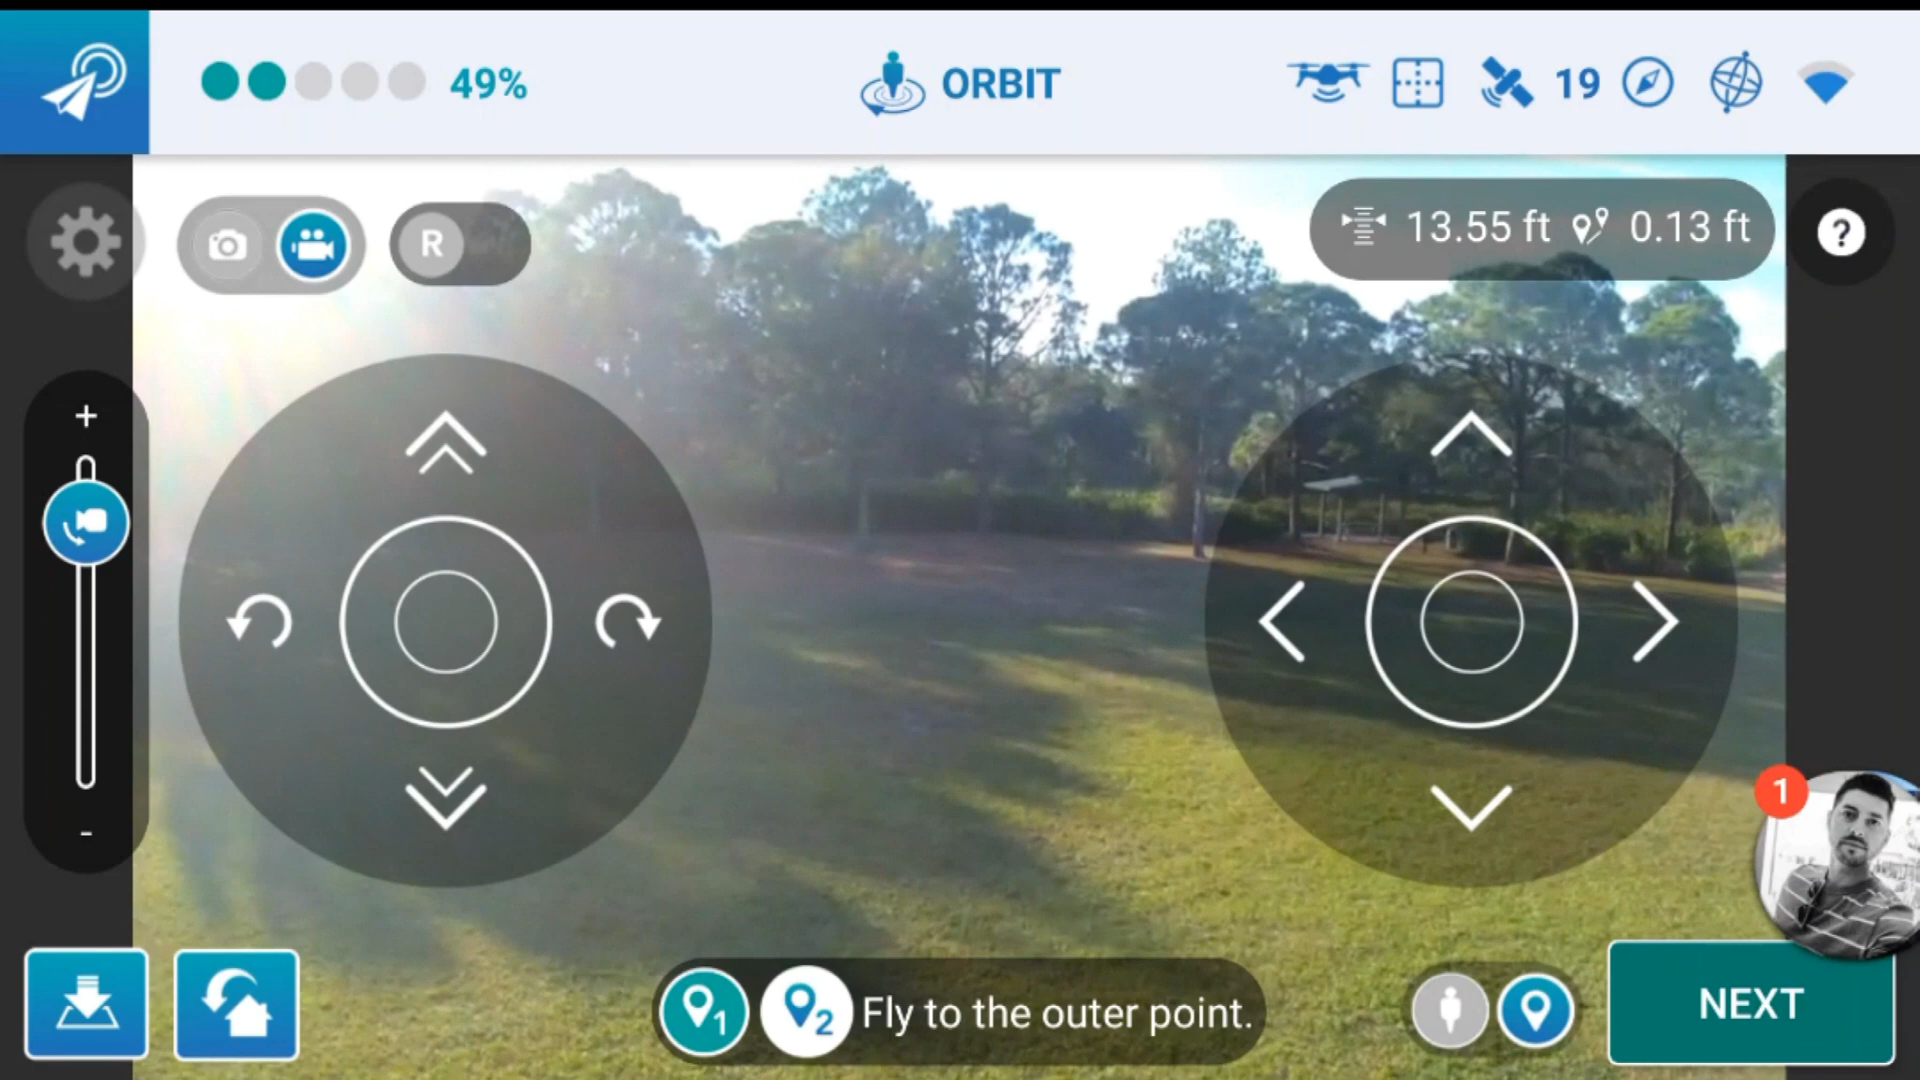 49%
ORBIT
19
R
13.55 ft 0.13 ft
?
+
-
1
1 2 Fly to the outer point.
NEXT